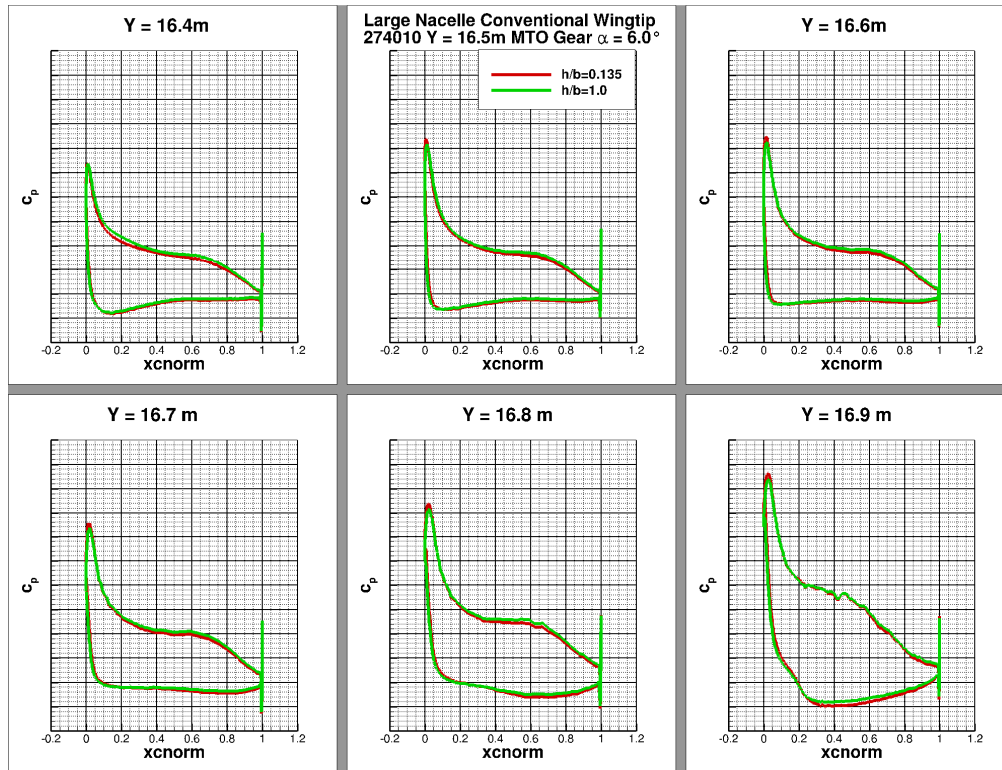 Y = 16.4m
Large Nacelle Conventional Wingtip
274010 Y = 16.5m MTO Gear α = 6.0°
Y = 16.6m
h/b=0.135
h/b=1.0
cp
cp
cp
-0.2 0 0.2 0.4 0.6 0.8 1 1.2
xcnorm
-0.2 0 0.2 0.4 0.6 0.8 1 1.2
xcnorm
-0.2 0 0.2 0.4 0.6 0.8 1 1.2
xcnorm
Y = 16.7 m
Y = 16.8 m
Y = 16.9 m
cp
cp
cp
-0.2 0 0.2 0.4 0.6 0.8 1 1.2
xcnorm
-0.2 0 0.2 0.4 0.6 0.8 1 1.2
xcnorm
-0.2 0 0.2 0.4 0.6 0.8 1 1.2
xcnorm